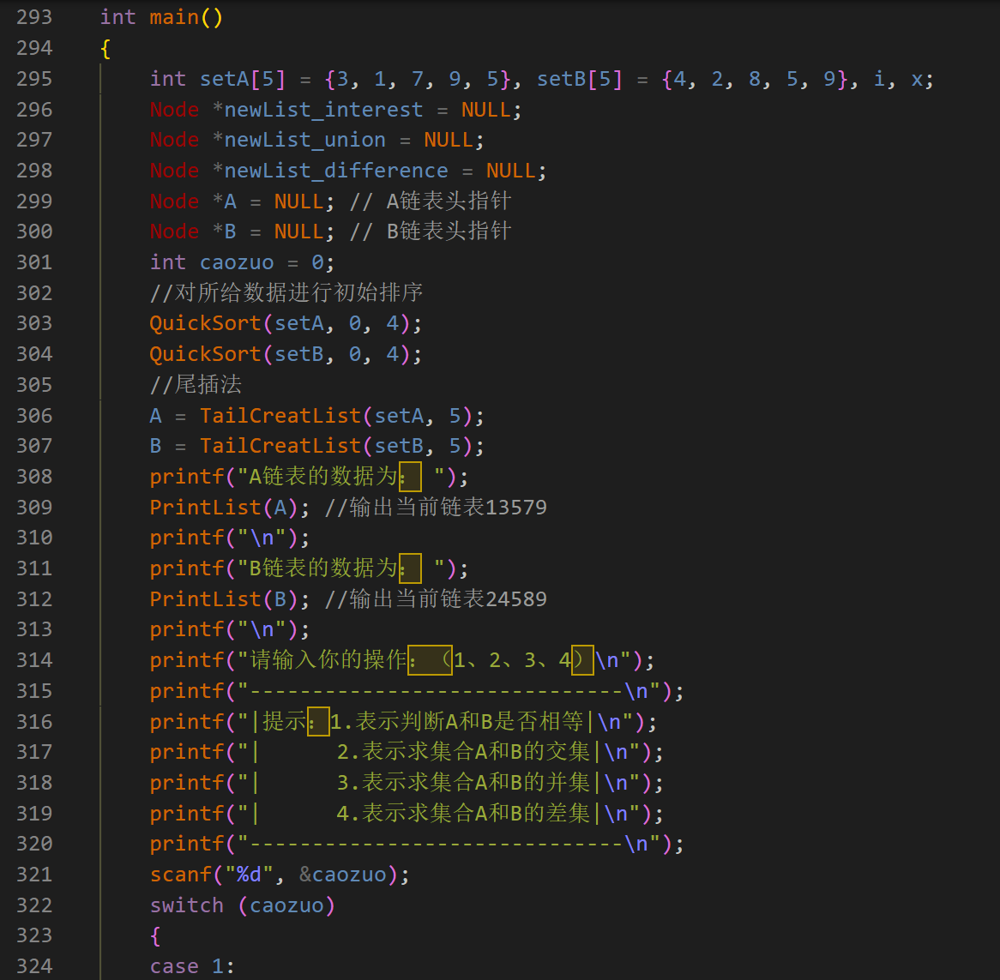 293 int main()
294 {
295 int setA[5] = {3, 1, 7, 9, 5}, setB[5] = {4, 2, 8, 5, 9}, i, x;
296 Node *newList_interest = NULL;
297 Node *newList_union = NULL;
298 Node *newList_difference = NULL;
299 Node *A = NULL; // A链表头指针
300 Node *B = NULL; // B链表头指针
301 int caozuo = 0;
302 //对所给数据进行初始排序
303 QuickSort(setA, 0, 4);
304 QuickSort(setB, 0, 4);
305 //尾插法
306 A = TailCreatList(setA, 5);
307 B = TailCreatList(setB, 5);
308 printf("A链表的数据为： ");
309 PrintList(A); //输出当前链表13579
310 printf("\n");
311 printf("B链表的数据为： ");
312 PrintList(B); //输出当前链表24589
313 printf("\n");
314 printf("请输入你的操作：（1、2、3、4）\n");
315 printf("------------------------------\n");
316 printf("|提示：1.表示判断A和B是否相等|\n");
317 printf("|      2.表示求集合A和B的交集|\n");
318 printf("|      3.表示求集合A和B的并集|\n");
319 printf("|      4.表示求集合A和B的差集|\n");
320 printf("------------------------------\n");
321 scanf("%d", &caozuo);
322 switch (caozuo)
323 {
324 case 1: